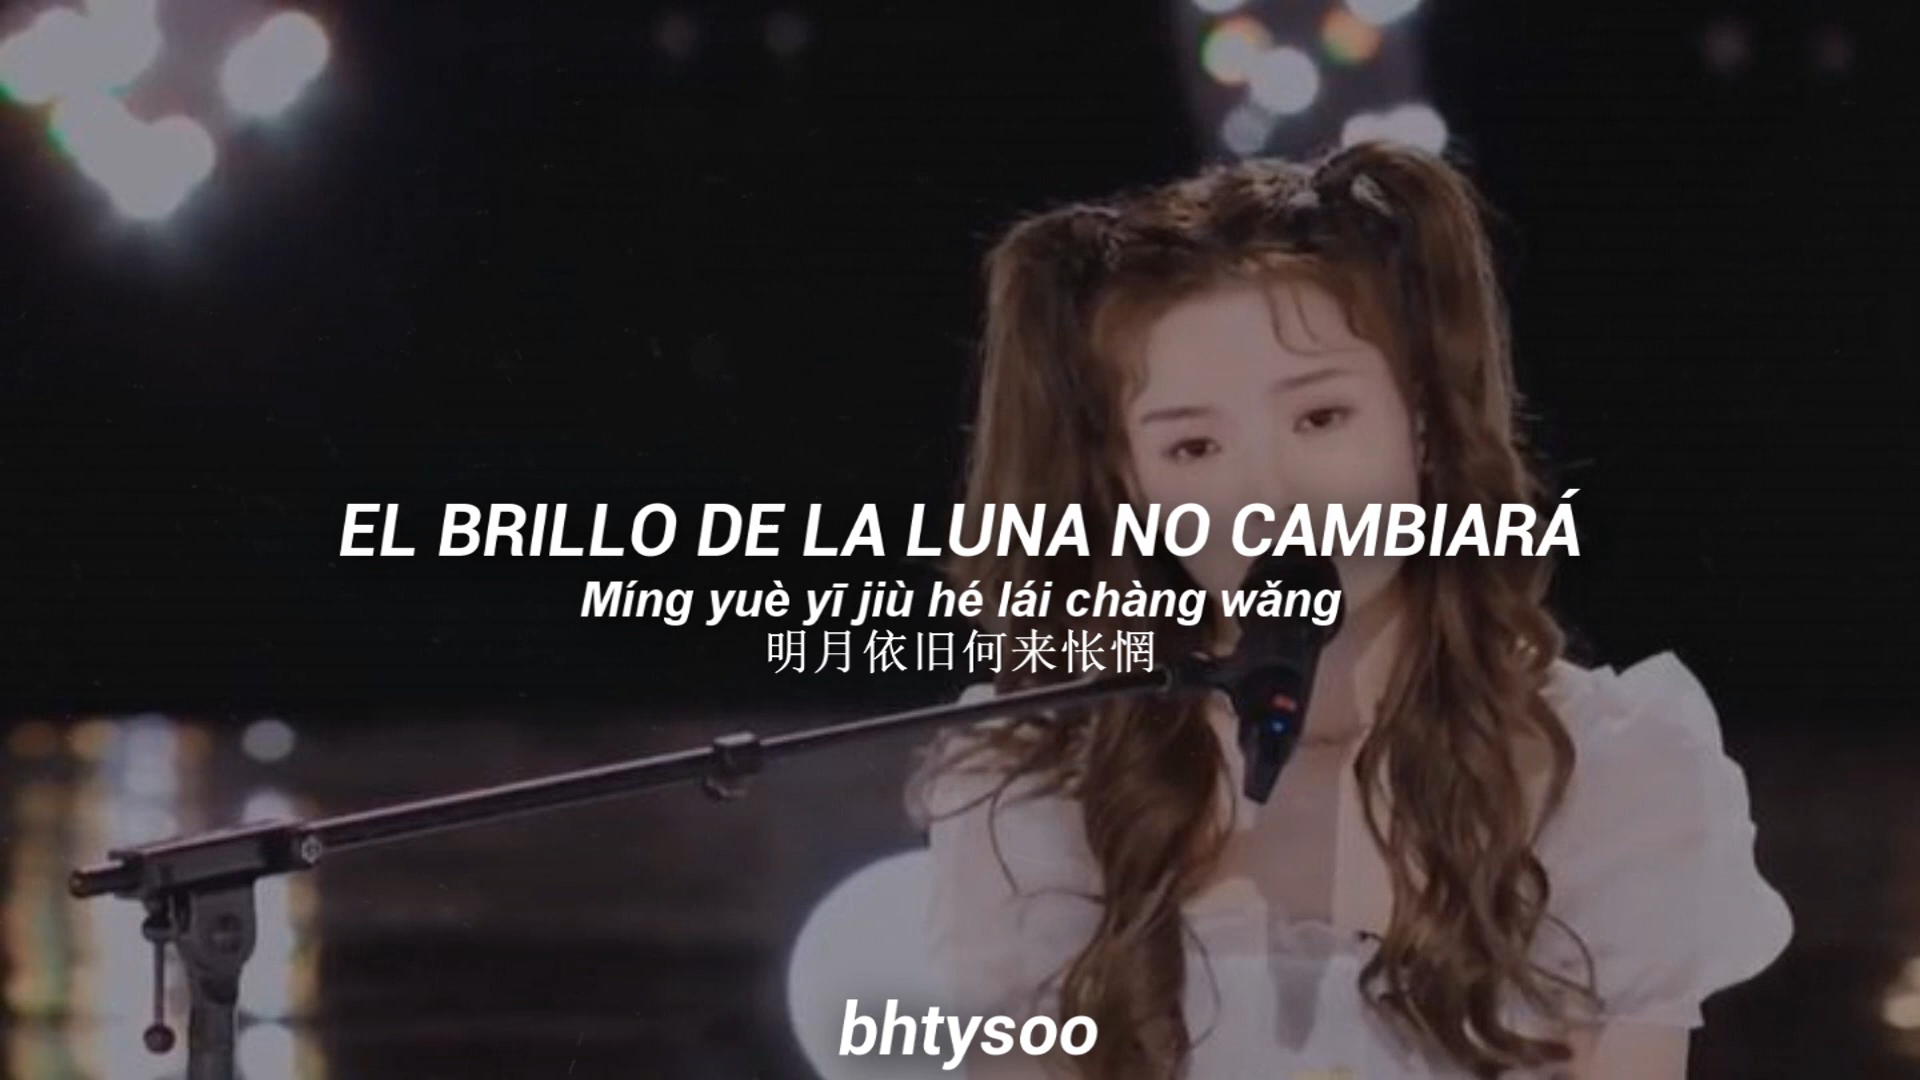 EL BRILLO DE LA LUNA NO CAMBIARÁ
Míng yuè yī jiù hé lái chàng wǎng
明月依旧何来怅惘
bhtysoo